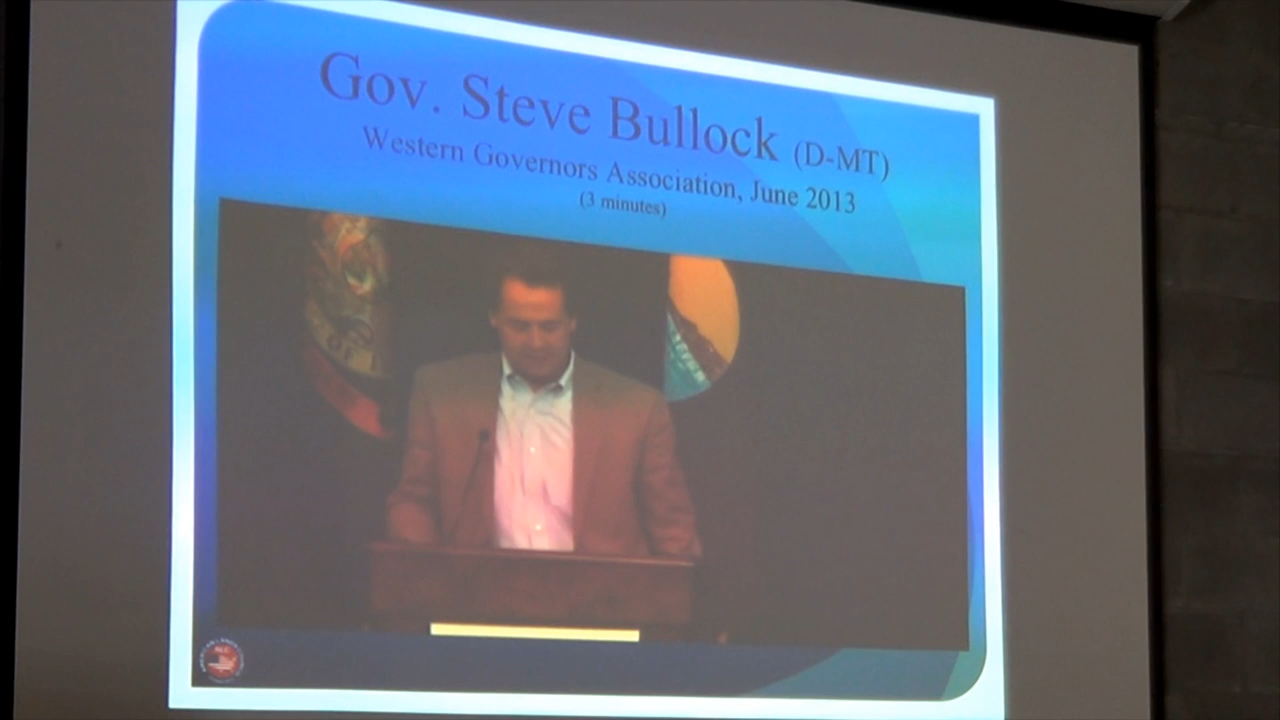 Gov. Steve Bullock (D-MT)
Western Governors Association, June 2013
(3 minutes)